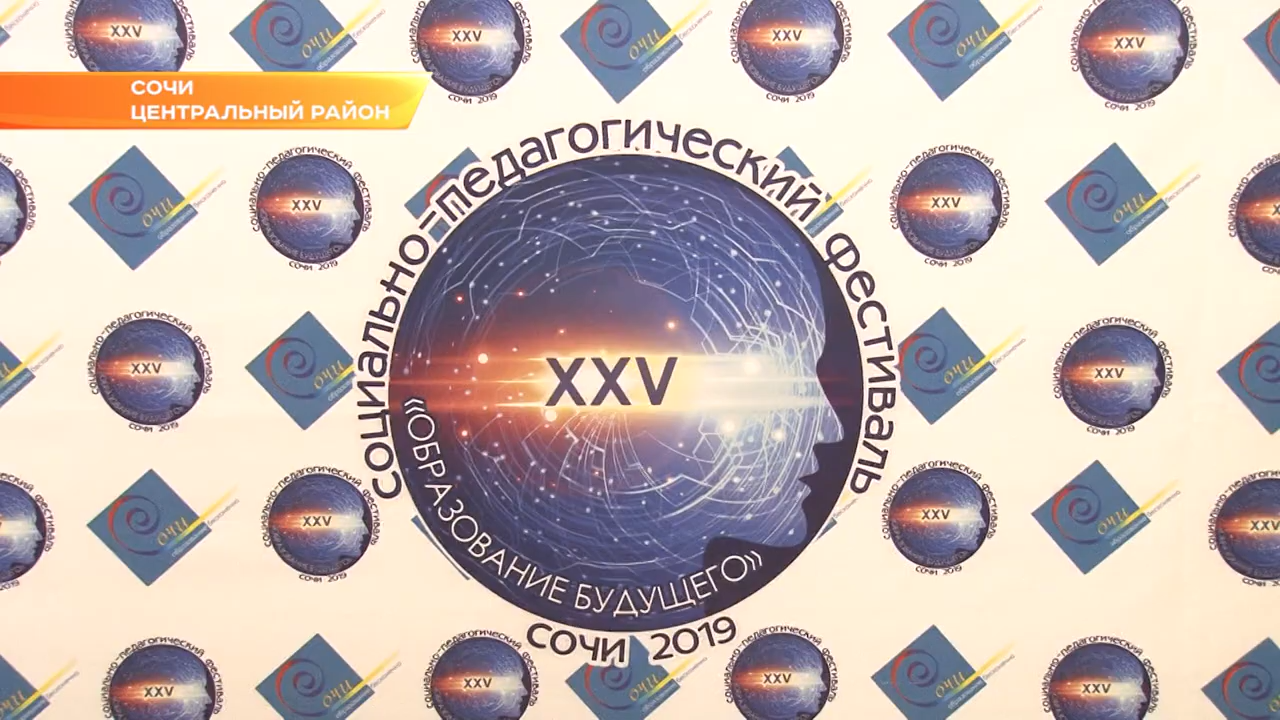 СОЧИ
ЦЕНТРАЛЬНЫЙ РАЙОН
СОЦИАЛЬНО-ПЕДАГОГИЧЕСКИЙ ФЕСТИВАЛЬ
XXV
«ОБРАЗОВАНИЕ БУДУЩЕГО»
СОЧИ 2019